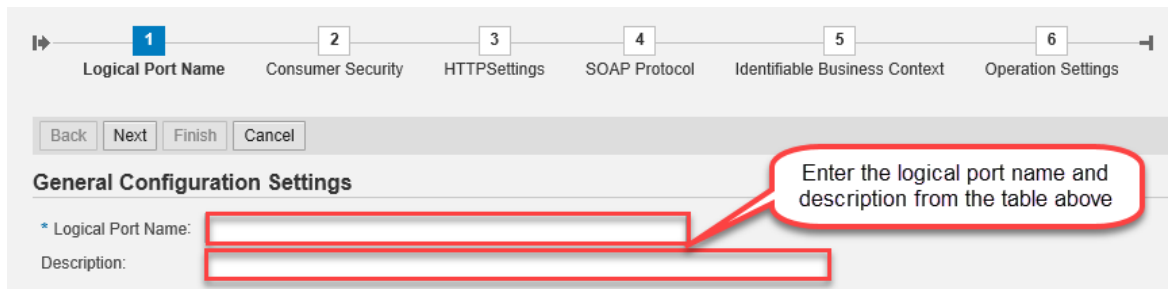 1 2 3 4 5 6
Logical Port Name Consumer Security HTTPSettings SOAP Protocol Identifiable Business Context Operation Settings
Back Next Finish Cancel
General Configuration Settings
Enter the logical port name and
description from the table above
* Logical Port Name:
Description: